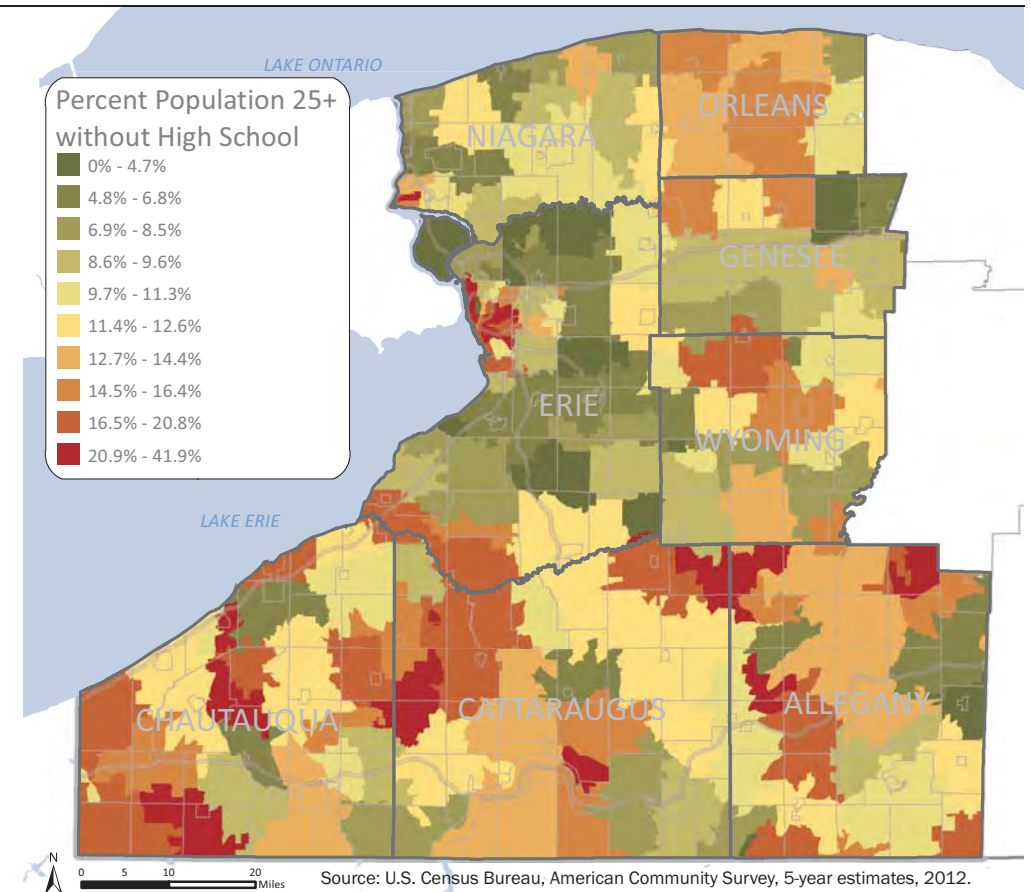 LAKE ONTARIO
Percent Population 25+
without High School
0% - 4.7%
4.8% - 6.8%
6.9% - 8.5%
8.6% - 9.6%
9.7% - 11.3%
11.4% - 12.6%
12.7% - 14.4%
14.5% - 16.4%
16.5% - 20.8%
20.9% - 41.9%
NIAGARA
ORLEANS
GENESEE
ERIE
WYOMING
LAKE ERIE
CHAUTAUQUA
CATTARAUGUS
ALLEGANY
N
0 5 10 20
Miles
Source: U.S. Census Bureau, American Community Survey, 5-year estimates, 2012.